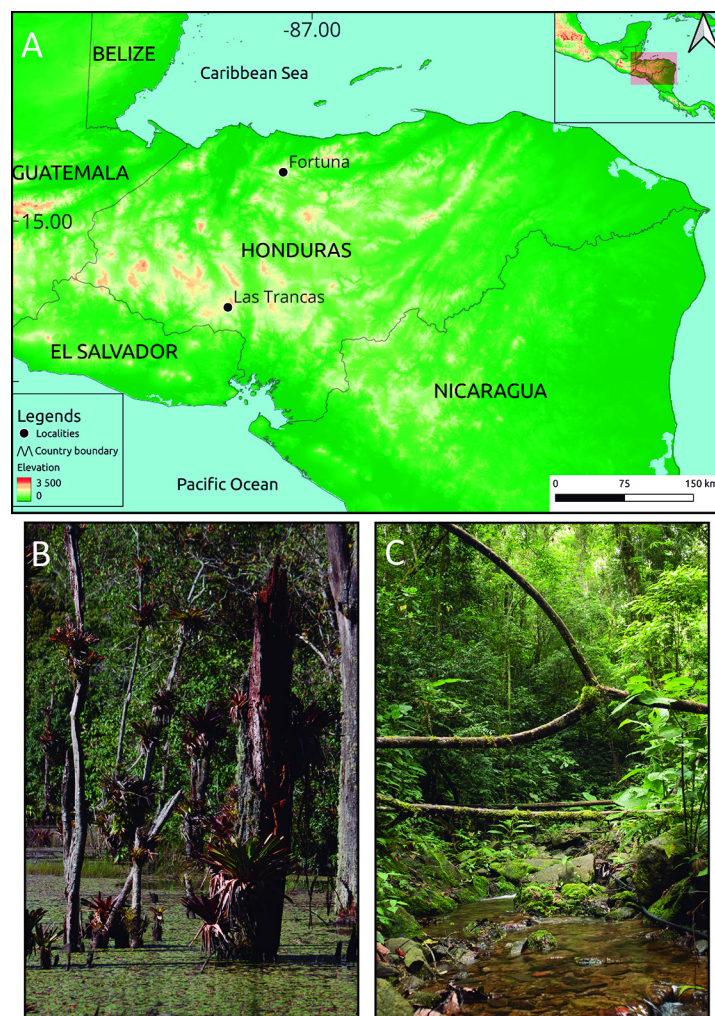 A
-87.00
BELIZE
Caribbean Sea
GUATEMALA
Fortuna
15.00
HONDURAS
Las Trancas
EL SALVADOR
NICARAGUA
Legends
Localities
Country boundary
Elevation
3 500
0
Pacific Ocean
0 75 150 km
B
C